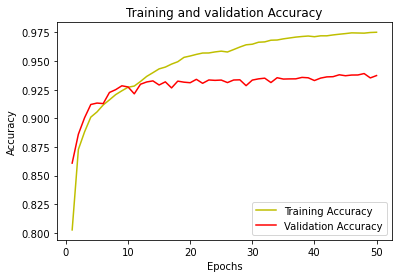 Training and validation Accuracy
Accuracy
0.975
0.950
0.925
0.900
0.875
0.850
0.825
0.800
Training Accuracy
Validation Accuracy
0
10
20
30
40
50
Epochs